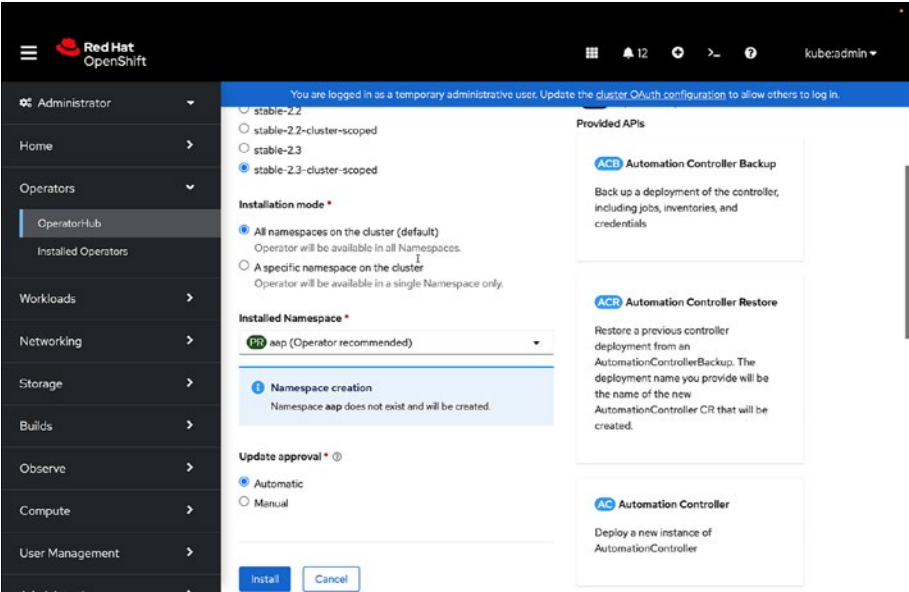 Red Hat
OpenShift
12
kube:admin
You are logged in as a temporary administrative user. Update the cluster OAuth configuration to allow others to log in.
Administrator
Home
Operators
OperatorHub
Installed Operators
Workloads
Networking
Storage
Builds
Observe
Compute
User Management
stable-2.2
stable-2.2-cluster-scoped
stable-2.3
stable-2.3-cluster-scoped
Installation mode *
All namespaces on the cluster (default)
Operator will be available in all Namespaces.
A specific namespace on the cluster
Operator will be available in a single Namespace only.
Installed Namespace *
PR aap (Operator recommended)
Namespace creation
Namespace aap does not exist and will be created.
Update approval *
Automatic
Manual
Install
Cancel
Provided APIs
ACB Automation Controller Backup
Back up a deployment of the controller,
including jobs, inventories, and
credentials
ACR Automation Controller Restore
Restore a previous controller
deployment from an
AutomationControllerBackup. The
deployment name you provide will be
the name of the new
AutomationController CR that will be
created.
AC Automation Controller
Deploy a new instance of
AutomationController